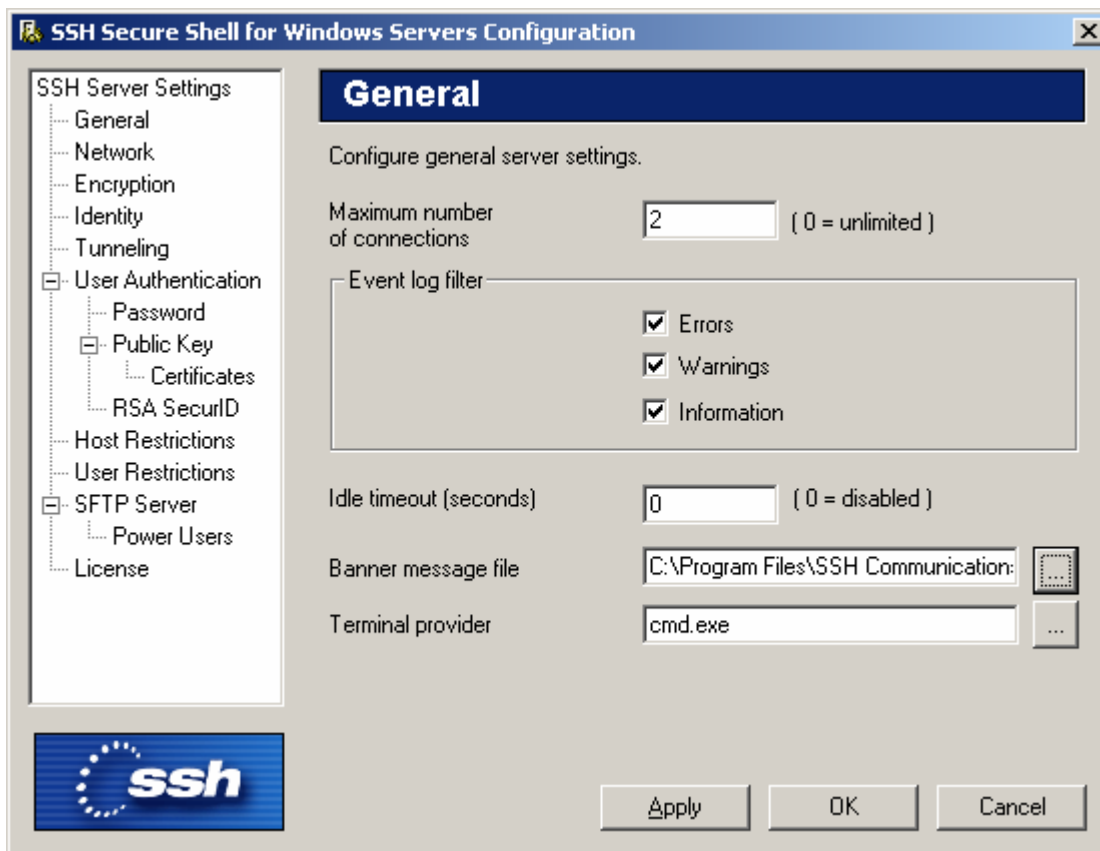 SSH Secure Shell for Windows Servers Configuration
SSH Server Settings
General
Network
Encryption
Identity
Tunneling
User Authentication
Password
Public Key
Certificates
RSA SecurID
Host Restrictions
User Restrictions
SFTP Server
Power Users
License
ssh
General
Configure general server settings.
Maximum number
of connections
2
( 0 = unlimited )
Event log filter
Errors
Warnings
Information
Idle timeout (seconds)
0
( 0 = disabled )
Banner message file
C:\Program Files\SSH Communication:
...
Terminal provider
cmd.exe
...
Apply
OK
Cancel